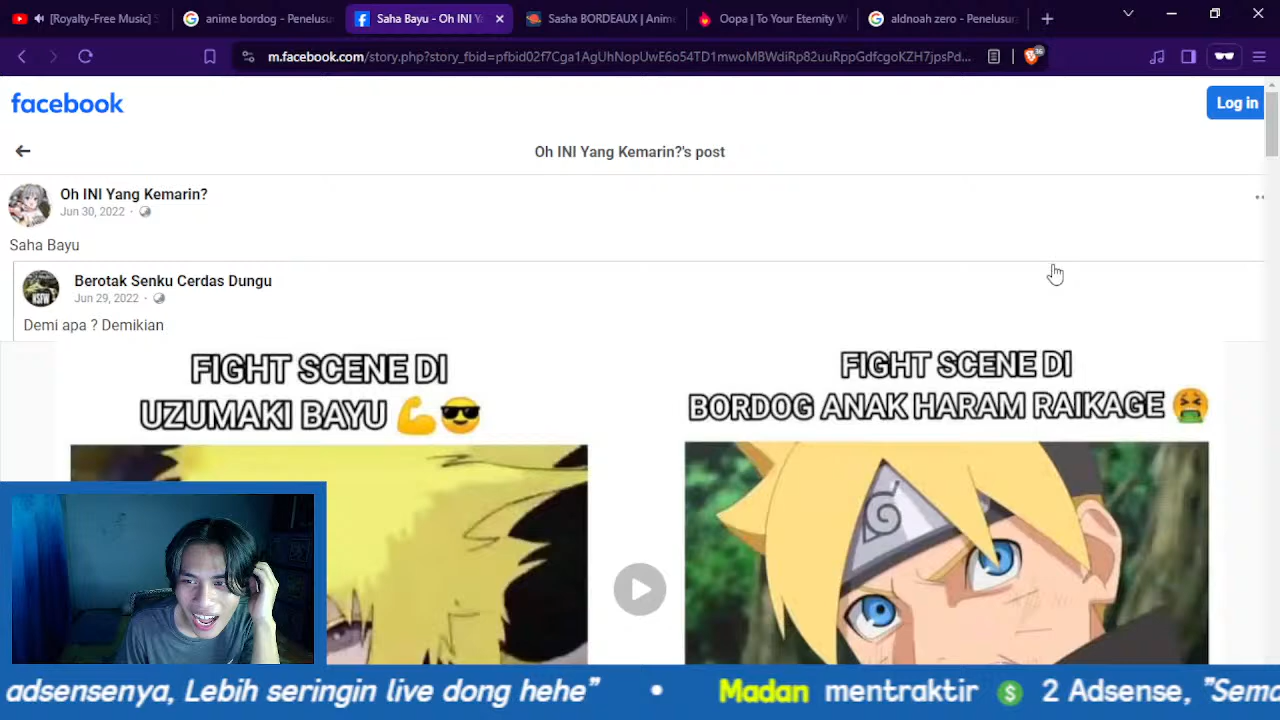 [Royalty-Free Music]
anime bordog - Penelusu
Saha Bayu - Oh INI Y
Sasha BORDEAUX | Anime
Oopa | To Your Eternity W
aldnoah zero - Penelusura
m.facebook.com/story.php?story_fbid=pfbid02f7Cga1AgUhNopUwE6o54TD1mwoMBWdiRp82uuRppGdfcgoKZH7jpsPd...
facebook
Log in
Oh INI Yang Kemarin?'s post
Oh INI Yang Kemarin?
Jun 30, 2022
Saha Bayu
Berotak Senku Cerdas Dungu
Jun 29, 2022
Demi apa ? Demikian
FIGHT SCENE DI
UZUMAKI BAYU 💪😎
FIGHT SCENE DI
BORDOG ANAK HARAM RAIKAGE 🤮
adsensenya, Lebih seringin live dong hehe” • Madan mentraktir 2 Adsense, "Sema